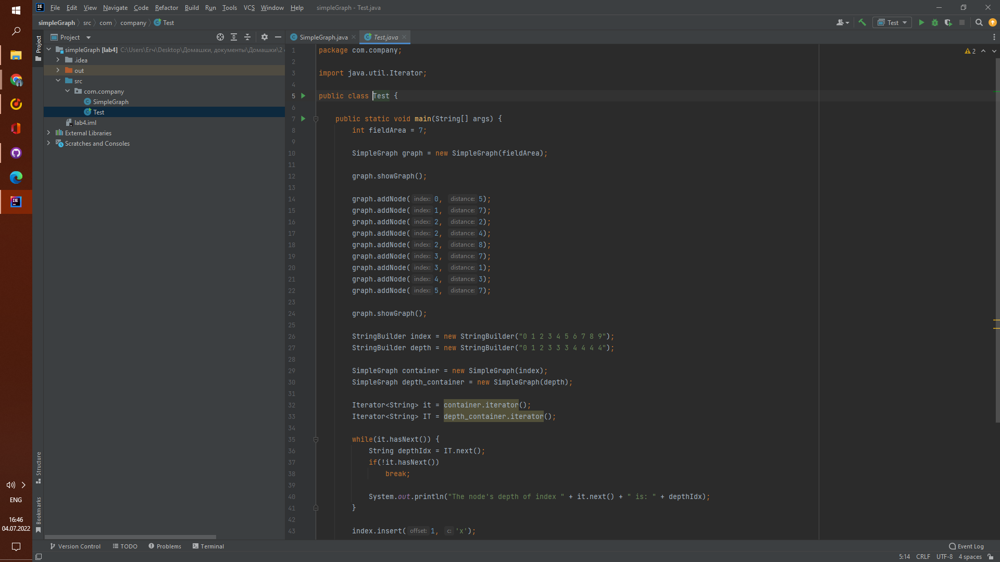 File Edit View Navigate Code Refactor Build Run Tools VCS Window Help simpleGraph - Test.java
simpleGraph src com company Test
Test
Project
Project
SimpleGraph.java
Test.java
simpleGraph [lab4] C:\Users\Егч\Desktop\Домашки, документы\Домашки\2
.idea
out
src
com.company
SimpleGraph
Test
lab4.iml
External Libraries
Scratches and Consoles
2
1 package com.company;
2
3 import java.util.Iterator;
4
5 public class Test {
6
7 public static void main(String[] args) {
8 int fieldArea = 7;
9
10 SimpleGraph graph = new SimpleGraph(fieldArea);
11
12 graph.showGraph();
13
14 graph.addNode( index: 0, distance: 5);
15 graph.addNode( index: 1, distance: 7);
16 graph.addNode( index: 2, distance: 2);
17 graph.addNode( index: 2, distance: 4);
18 graph.addNode( index: 2, distance: 8);
19 graph.addNode( index: 3, distance: 7);
20 graph.addNode( index: 3, distance: 1);
21 graph.addNode( index: 4, distance: 3);
22 graph.addNode( index: 5, distance: 7);
23
24 graph.showGraph();
25
26 StringBuilder index = new StringBuilder("0 1 2 3 4 5 6 7 8 9");
27 StringBuilder depth = new StringBuilder("0 1 2 3 3 3 4 4 4 4");
28
29 SimpleGraph container = new SimpleGraph(index);
30 SimpleGraph depth_container = new SimpleGraph(depth);
31
32 Iterator<String> it = container.iterator();
33 Iterator<String> IT = depth_container.iterator();
34
35 while(it.hasNext()) {
36 String depthIdx = IT.next();
37 if(!it.hasNext())
38 break;
39
40 System.out.println("The node's depth of index " + it.next() + " is: " + depthIdx);
41 }
42
43 index.insert( offset: 1, c: 'x');
Structure
Bookmarks
ENG
16:46
04.07.2022
Version Control TODO Problems Terminal Event Log
5:14 CRLF UTF-8 4 spaces